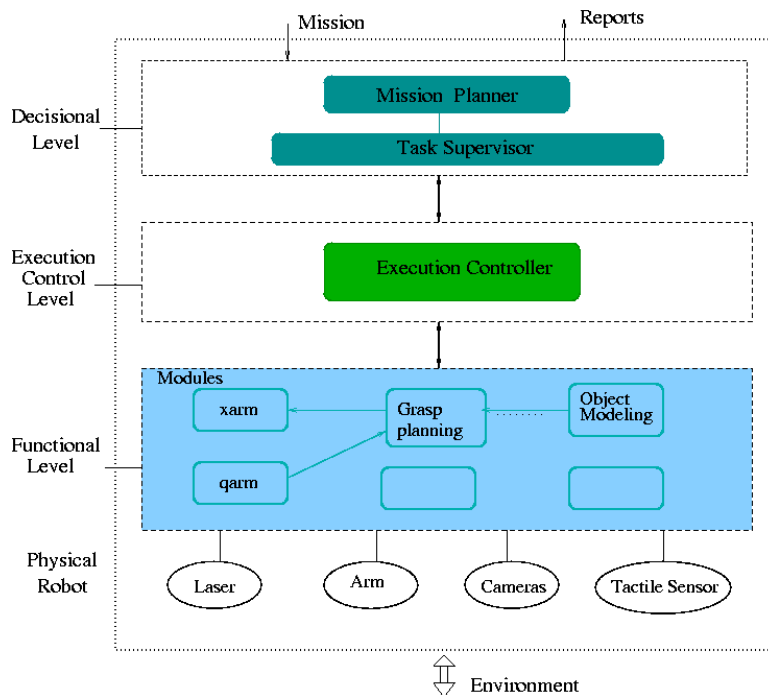 Mission
Reports
Mission Planner
Decisional
Level
Task Supervisor
Execution
Control
Level
Execution Controller
Modules
xarm
Grasp
planning
Object
Modeling
Functional
Level
qarm
Physical
Robot
Laser
Arm
Cameras
Tactile Sensor
Environment